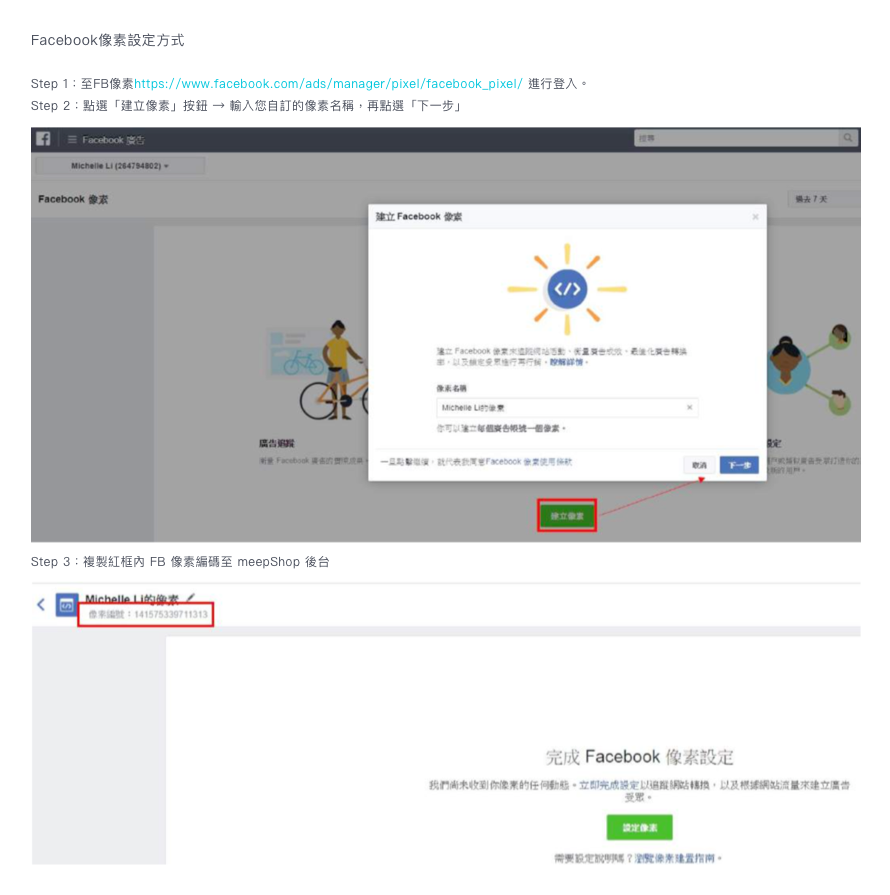 Facebook像素設定方式
Step 1：至FB像素https://www.facebook.com/ads/manager/pixel/facebook_pixel/ 進行登入。
Step 2：點選「建立像素」按鈕 → 輸入您自訂的像素名稱，再點選「下一步」
Facebook 廣告
搜尋
Michelle Li (264794802)
Facebook 像素
過去 7 天
建立 Facebook 像素
建立 Facebook 像素來追蹤網站活動、衡量廣告成效、最佳化廣告轉換
率，以及鎖定受眾進行再行銷。瞭解詳情。
像素名稱
Michelle Li的像素
你可以建立每個廣告帳號一個像素。
廣告追蹤
一旦點擊繼續，就代表我同意Facebook 像素使用條款
取消
下一步
建立像素
Step 3：複製紅框內 FB 像素編碼至 meepShop 後台
Michelle Li的像素
像素編號：141575339711313
完成 Facebook 像素設定
我們尚未收到你像素的任何動態。立即完成設定以追蹤網站轉換，以及根據網站流量來建立廣告
受眾。
設定像素
需要設定說明嗎？瀏覽像素建置指南。